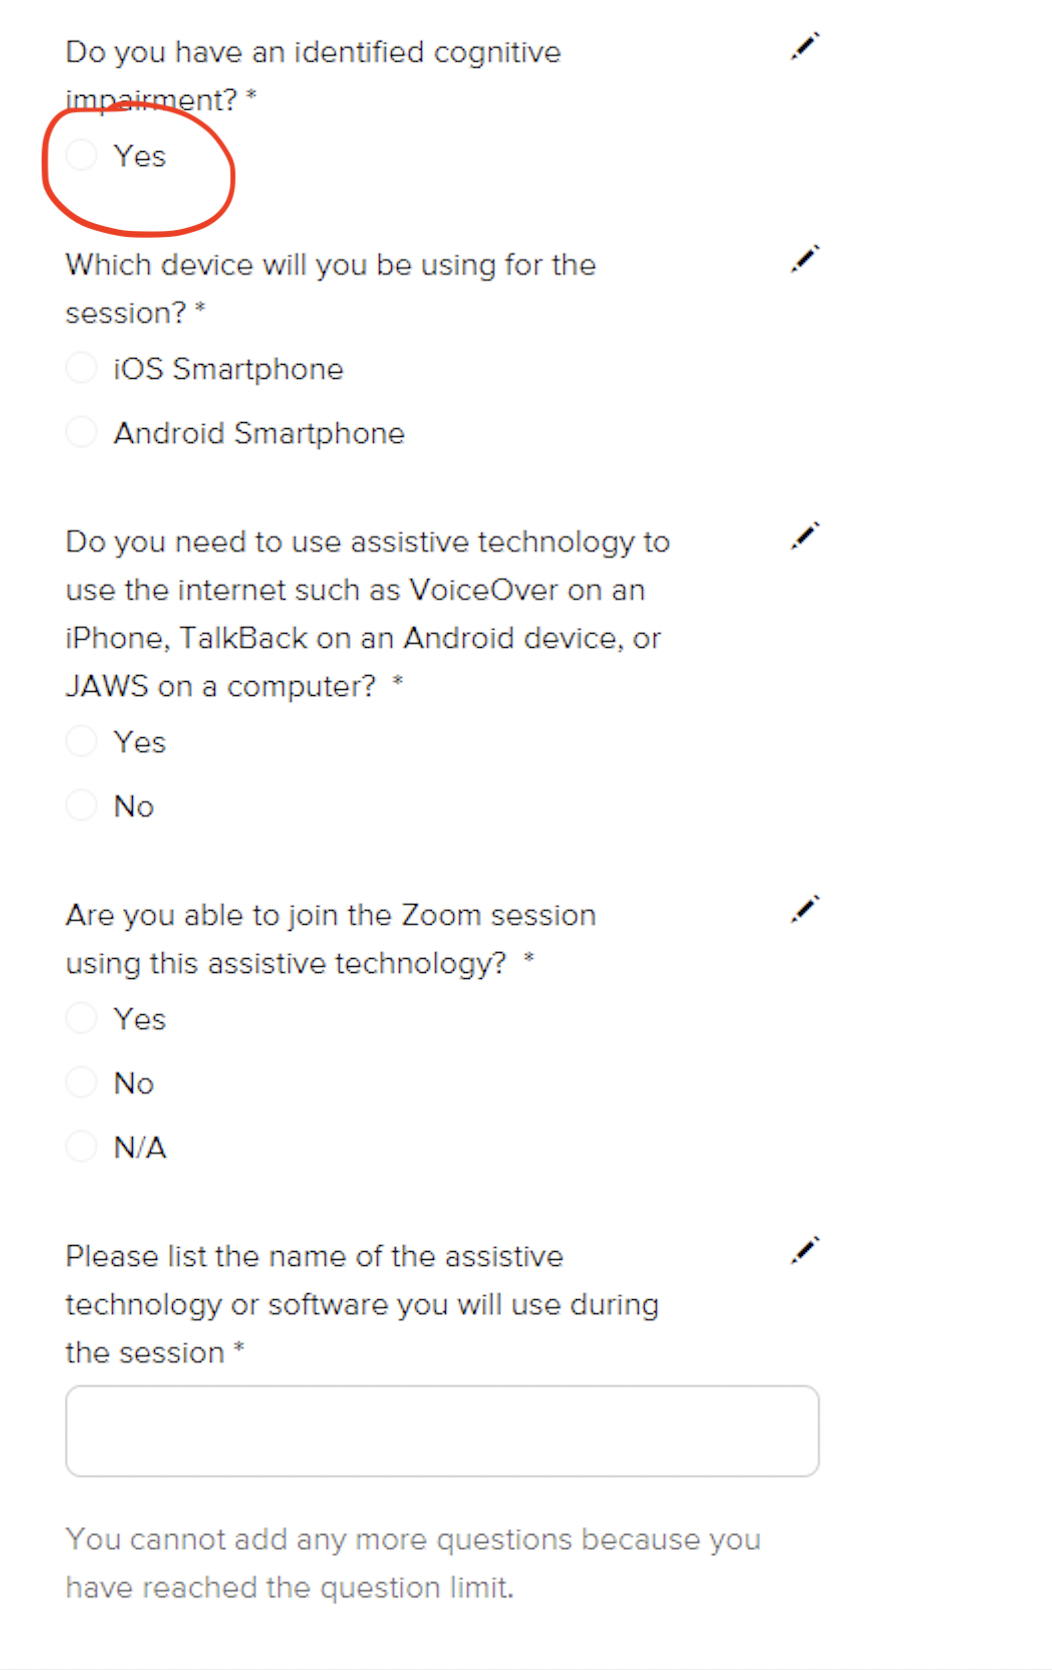 Do you have an identified cognitive
impairment? *
Yes
Which device will you be using for the
session? *
iOS Smartphone
Android Smartphone
Do you need to use assistive technology to
use the internet such as VoiceOver on an
iPhone, TalkBack on an Android device, or
JAWS on a computer? *
Yes
No
Are you able to join the Zoom session
using this assistive technology? *
Yes
No
N/A
Please list the name of the assistive
technology or software you will use during
the session *
You cannot add any more questions because you
have reached the question limit.